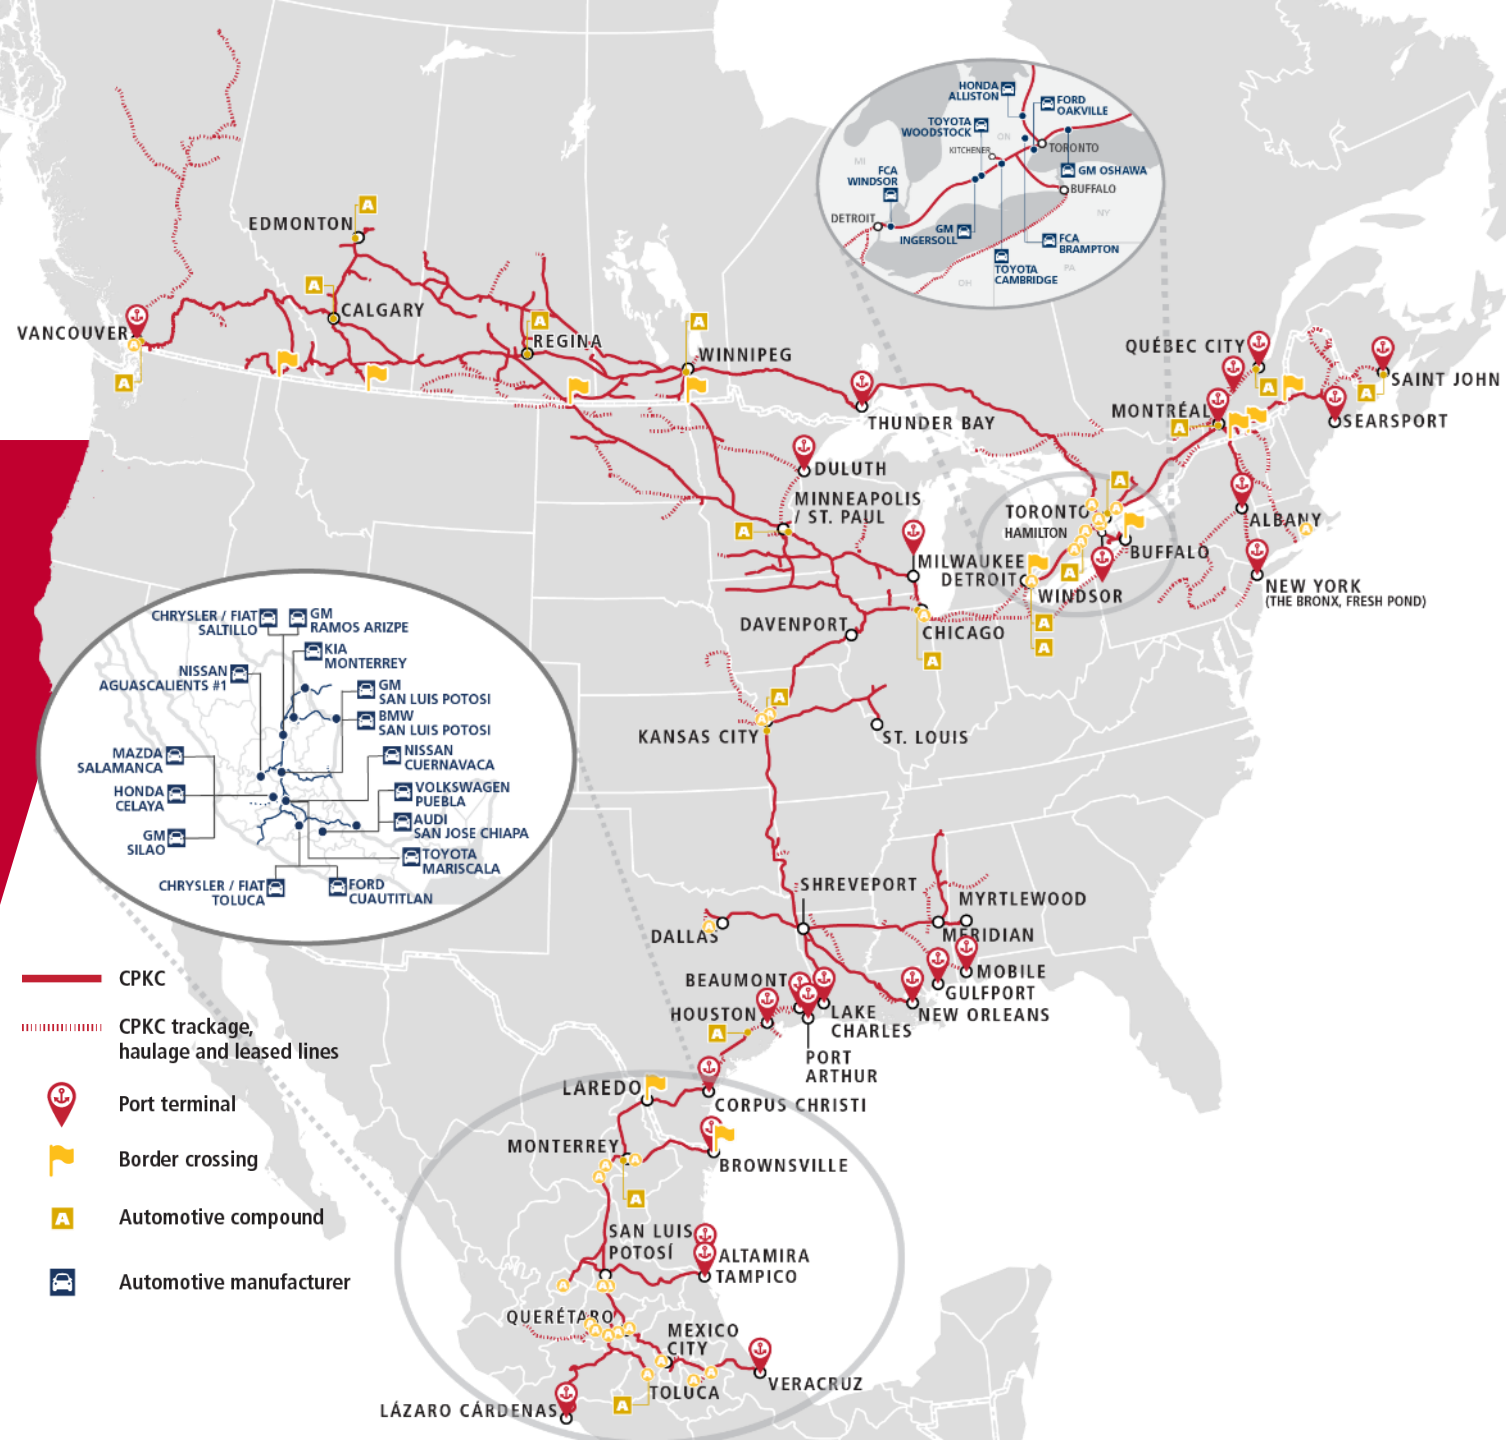 HONDA
ALLISTON
FORD
OAKVILLE
TOYOTA
WOODSTOCK
ON
KITCHENER
TORONTO
MI
FCA
WINDSOR
GM OSHAWA
BUFFALO
DETROIT
NY
GM
INGERSOLL
FCA
BRAMPTON
TOYOTA
CAMBRIDGE
PA
OH
EDMONTON
A
A
CALGARY
VANCOUVER
A
A
REGINA
A
A
WINNIPEG
THUNDER BAY
QUÉBEC CITY
A
SAINT JOHN
A
MONTRÉAL
A
SEARSPORT
DULUTH
MINNEAPOLIS
/ ST. PAUL
A
A
TORONTO
HAMILTON
BUFFALO
A
ALBANY
A
MILWAUKEE
DETROIT
WINDSOR
A
A
NEW YORK
(THE BRONX, FRESH POND)
DAVENPORT
CHICAGO
A
KANSAS CITY
A
ST. LOUIS
CHRYSLER / FIAT
SALTILLO
GM
RAMOS ARIZPE
KIA
MONTERREY
NISSAN
AGUASCALIENTS #1
GM
SAN LUIS POTOSI
BMW
SAN LUIS POTOSI
MAZDA
SALAMANCA
NISSAN
CUERNAVACA
HONDA
CELAYA
VOLKSWAGEN
PUEBLA
AUDI
SAN JOSE CHIAPA
GM
SILAO
TOYOTA
MARISCALA
CHRYSLER / FIAT
TOLUCA
FORD
CUAUTITLAN
SHREVEPORT
MYRTLEWOOD
DALLAS
A
MERIDIAN
BEAUMONT
MOBILE
GULFPORT
HOUSTON
A
LAKE
CHARLES
NEW ORLEANS
PORT
ARTHUR
LAREDO
CORPUS CHRISTI
MONTERREY
BROWNSVILLE
A
SAN LUIS
POTOSÍ
ALTAMIRA
TAMPICO
QUERÉTARO
MEXICO
CITY
VERACRUZ
TOLUCA
A
LÁZARO CÁRDENAS
CPKC
CPKC trackage,
haulage and leased lines
Port terminal
Border crossing
A
Automotive compound
Automotive manufacturer